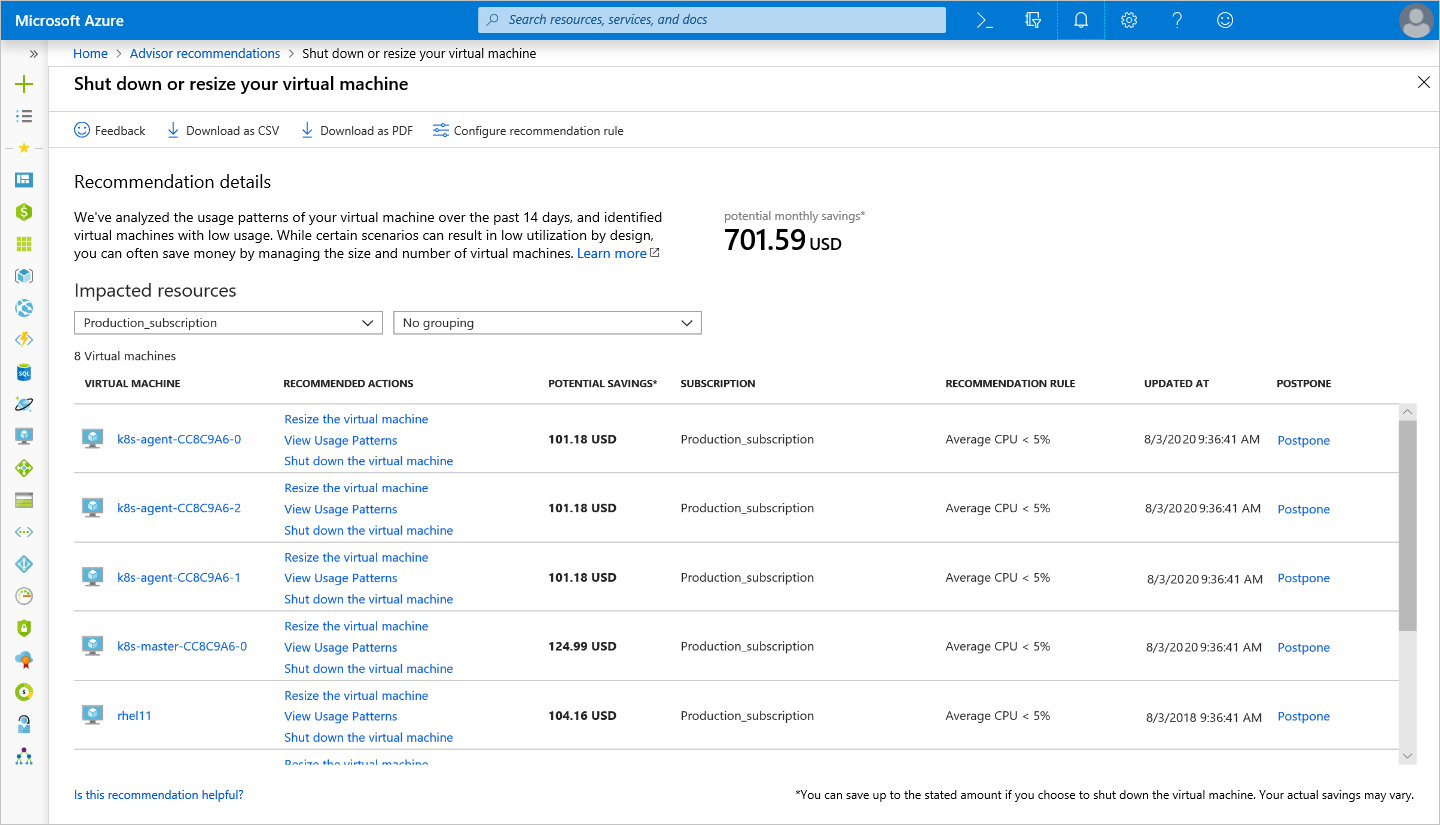 Microsoft Azure
Search resources, services, and docs
Home > Advisor recommendations > Shut down or resize your virtual machine
Shut down or resize your virtual machine
Feedback Download as CSV Download as PDF Configure recommendation rule
Recommendation details
We've analyzed the usage patterns of your virtual machine over the past 14 days, and identified
virtual machines with low usage. While certain scenarios can result in low utilization by design,
you can often save money by managing the size and number of virtual machines. Learn more
potential monthly savings*
701.59 USD
Impacted resources
Production_subscription No grouping
8 Virtual machines
VIRTUAL MACHINE RECOMMENDED ACTIONS POTENTIAL SAVINGS* SUBSCRIPTION RECOMMENDATION RULE UPDATED AT POSTPONE
Resize the virtual machine
k8s-agent-CC8C9A6-0 View Usage Patterns 101.18 USD Production_subscription Average CPU < 5% 8/3/2020 9:36:41 AM Postpone
Shut down the virtual machine
Resize the virtual machine
k8s-agent-CC8C9A6-2 View Usage Patterns 101.18 USD Production_subscription Average CPU < 5% 8/3/2020 9:36:41 AM Postpone
Shut down the virtual machine
Resize the virtual machine
k8s-agent-CC8C9A6-1 View Usage Patterns 101.18 USD Production_subscription Average CPU < 5% 8/3/2020 9:36:41 AM Postpone
Shut down the virtual machine
Resize the virtual machine
k8s-master-CC8C9A6-0 View Usage Patterns 124.99 USD Production_subscription Average CPU < 5% 8/3/2020 9:36:41 AM Postpone
Shut down the virtual machine
Resize the virtual machine
rhel11 View Usage Patterns 104.16 USD Production_subscription Average CPU < 5% 8/3/2018 9:36:41 AM Postpone
Shut down the virtual machine
Resize the virtual machine
Is this recommendation helpful?
*You can save up to the stated amount if you choose to shut down the virtual machine. Your actual savings may vary.